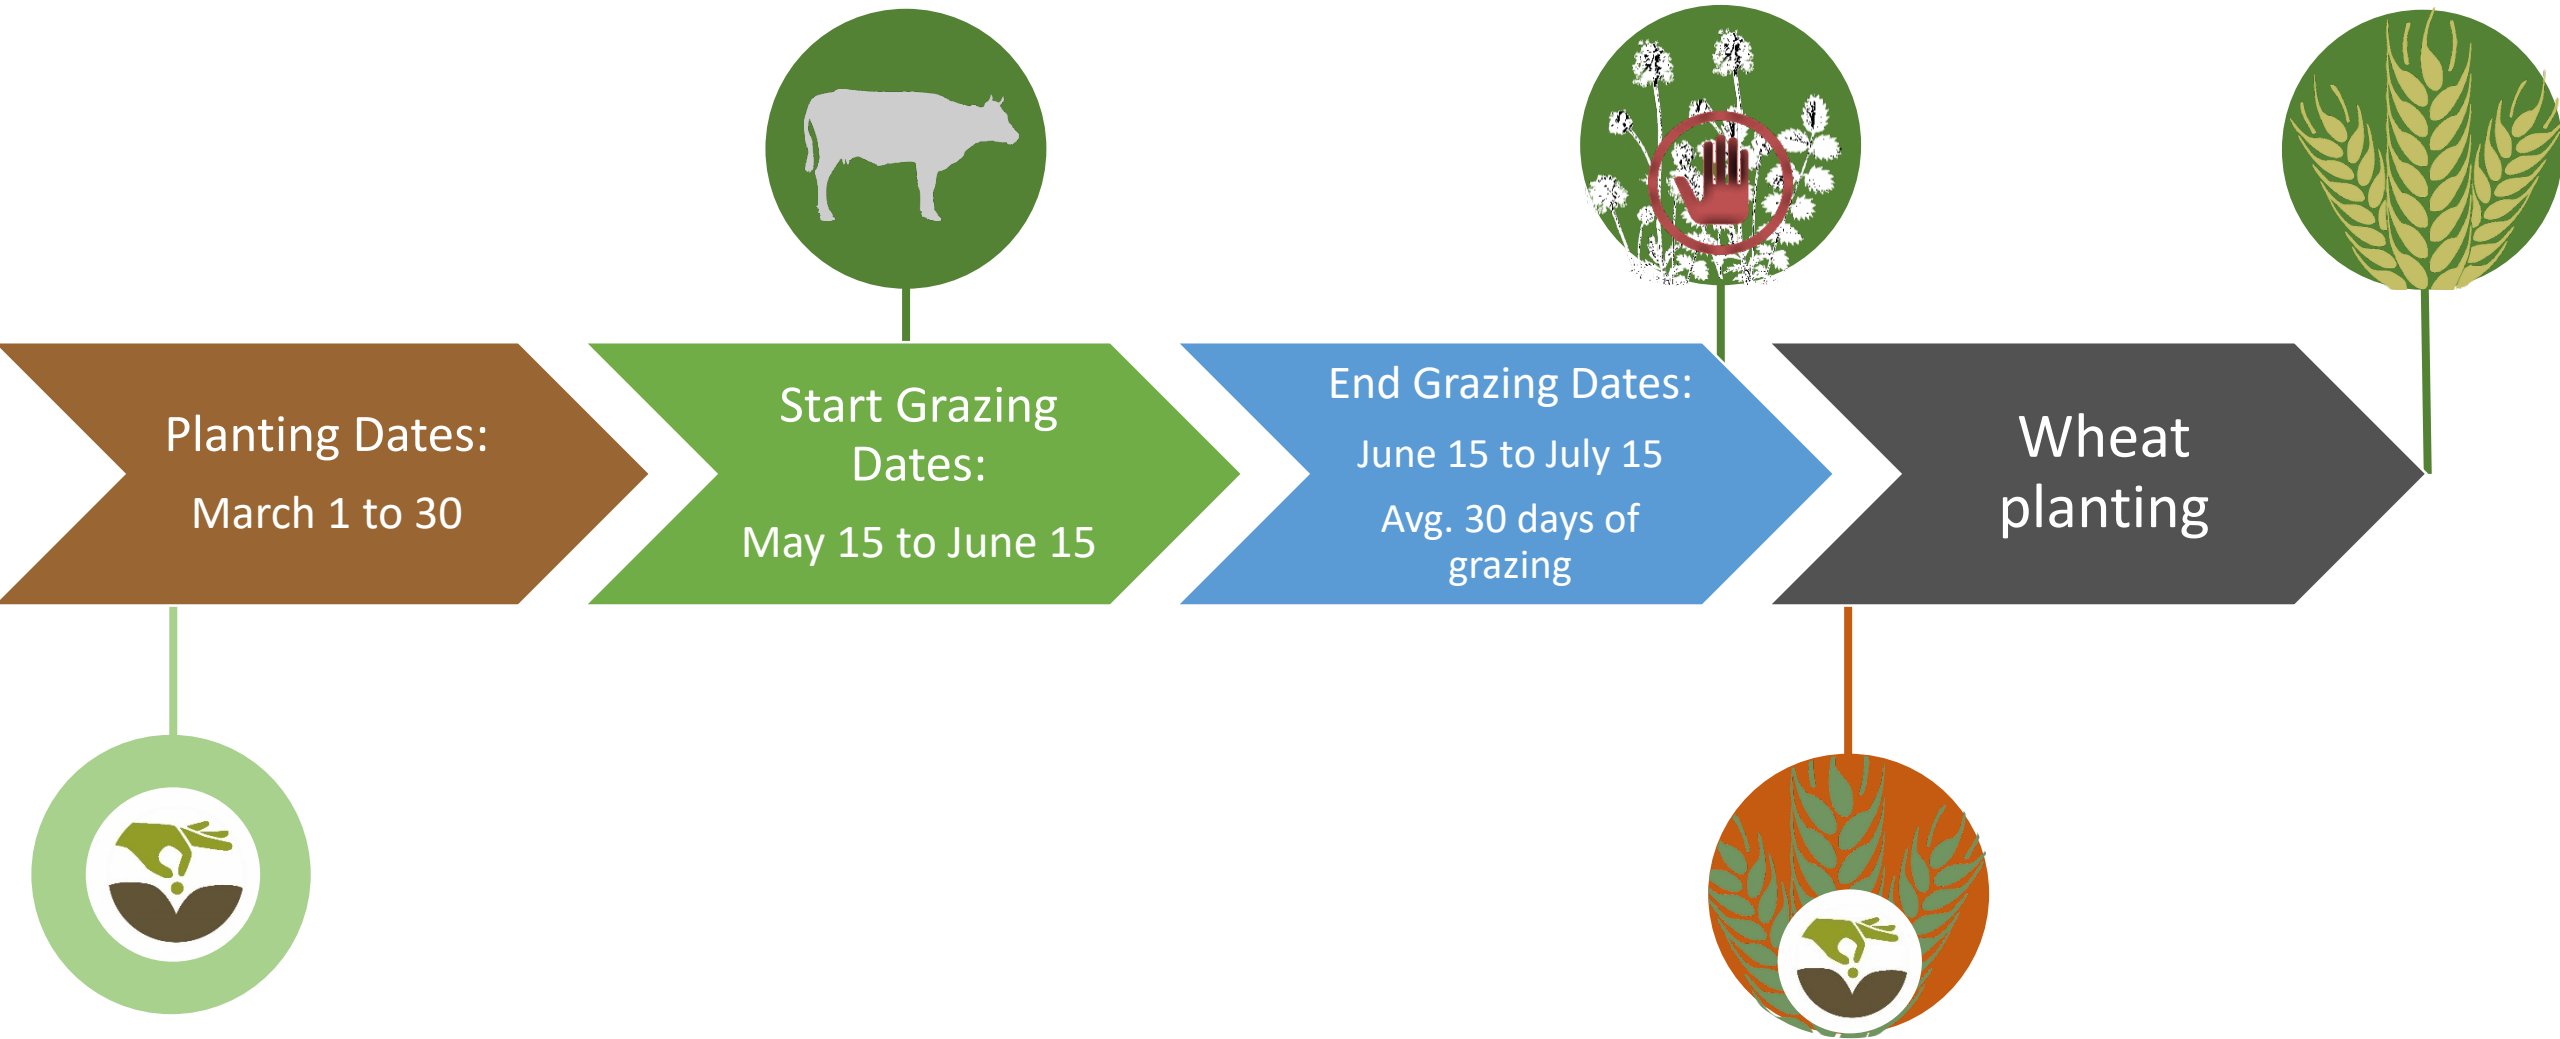 Planting Dates:
March 1 to 30
Start Grazing
Dates:
May 15 to June 15
End Grazing Dates:
June 15 to July 15
Avg. 30 days of
grazing
Wheat
planting